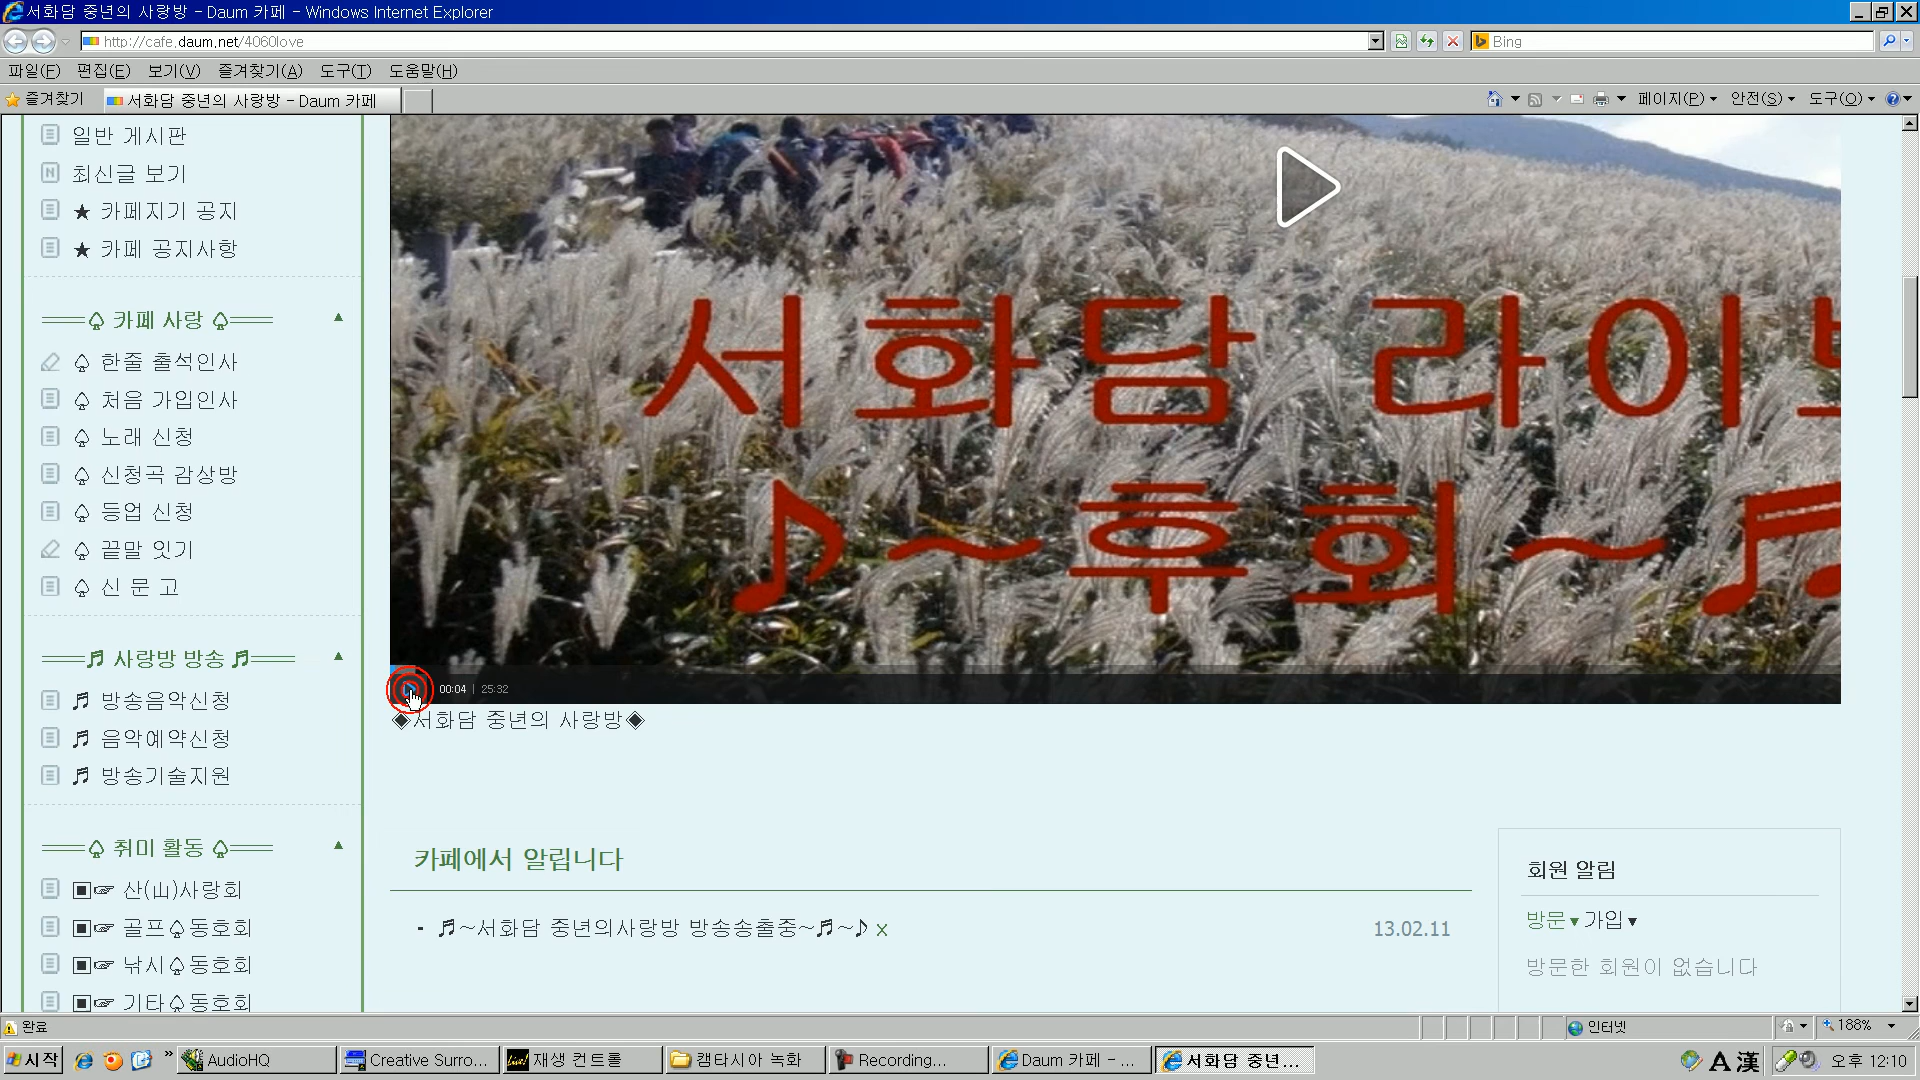 서화담 중년의 사랑방 - Daum 카페 - Windows Internet Explorer
http://cafe.daum.net/4060love
Bing
파일(F) 편집(E) 보기(V) 즐겨찾기(A) 도구(T) 도움말(H)
즐겨찾기 서화담 중년의 사랑방 - Daum 카페 페이지(P) 안전(S) 도구(O)
일반 게시판
최신글 보기
★ 카페지기 공지
★ 카페 공지사항
══♤ 카페 사랑 ♤══ ▲
♤ 한줄 출석인사
♤ 처음 가입인사
♤ 노래 신청
♤ 신청곡 감상방
♤ 등업 신청
♤ 끝말 잇기
♤ 신 문 고
══♬ 사랑방 방송 ♬══ ▲
♬ 방송음악신청
♬ 음악예약신청
♬ 방송기술지원
══♤ 취미 활동 ♤══ ▲
▣☞ 산(山)사랑회
▣☞ 골프♤동호회
▣☞ 낚시♤동호회
▣☞ 기타♤동호회
서화담 라이
♪~후회~♬
00:04 | 25:32
◈서화담 중년의 사랑방◈
카페에서 알립니다
· ♬~서화담 중년의사랑방 방송송출중~♬~♪ x 13.02.11
회원 알림
방문▼ 가입▼
방문한 회원이 없습니다
완료 인터넷 188%
시작 » AudioHQ Creative Surro... 재생 컨트롤 캠타시아 녹화 Recording... Daum 카페 - ... 서화담 중년... A 漢 오후 12:10